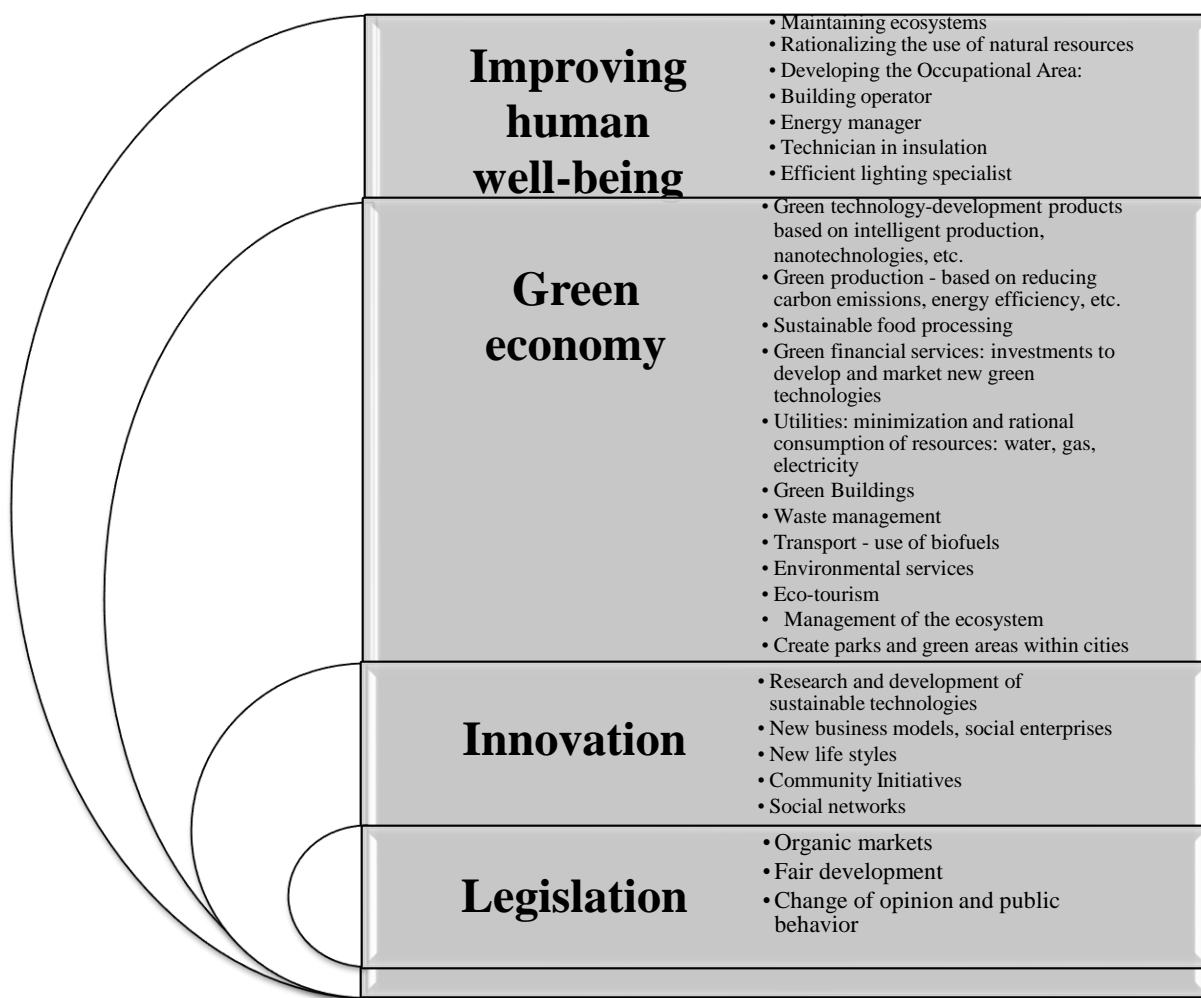 Improving
human
well-being
• Maintaining ecosystems
• Rationalizing the use of natural resources
• Developing the Occupational Area:
• Building operator
• Energy manager
• Technician in insulation
• Efficient lighting specialist
Green
economy
• Green technology-development products
based on intelligent production,
nanotechnologies, etc.
• Green production - based on reducing
carbon emissions, energy efficiency, etc.
• Sustainable food processing
• Green financial services: investments to
develop and market new green
technologies
• Utilities: minimization and rational
consumption of resources: water, gas,
electricity
• Green Buildings
• Waste management
• Transport - use of biofuels
• Environmental services
• Eco-tourism
• Management of the ecosystem
• Create parks and green areas within cities
Innovation
• Research and development of
sustainable technologies
• New business models, social enterprises
• New life styles
• Community Initiatives
• Social networks
Legislation
• Organic markets
• Fair development
• Change of opinion and public
behavior